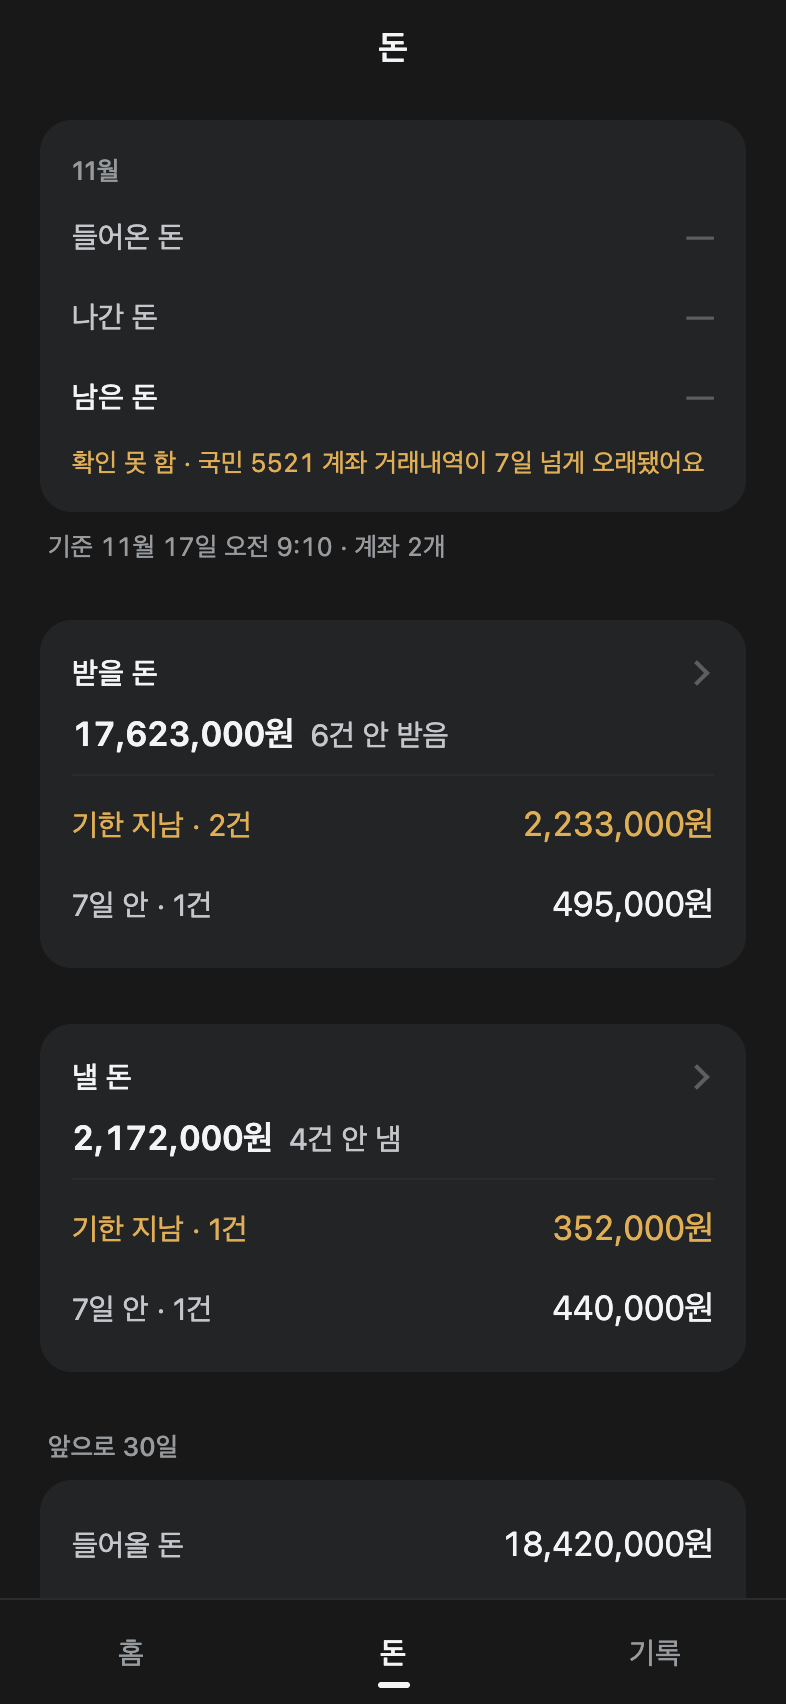 돈
11월
들어온 돈 —
나간 돈 —
남은 돈 —
확인 못 함 · 국민 5521 계좌 거래내역이 7일 넘게 오래됐어요
기준 11월 17일 오전 9:10 · 계좌 2개
받을 돈
17,623,000원 6건 안 받음
기한 지남 · 2건 2,233,000원
7일 안 · 1건 495,000원
낼 돈
2,172,000원 4건 안 냄
기한 지남 · 1건 352,000원
7일 안 · 1건 440,000원
앞으로 30일
들어올 돈 18,420,000원
홈 돈 기록